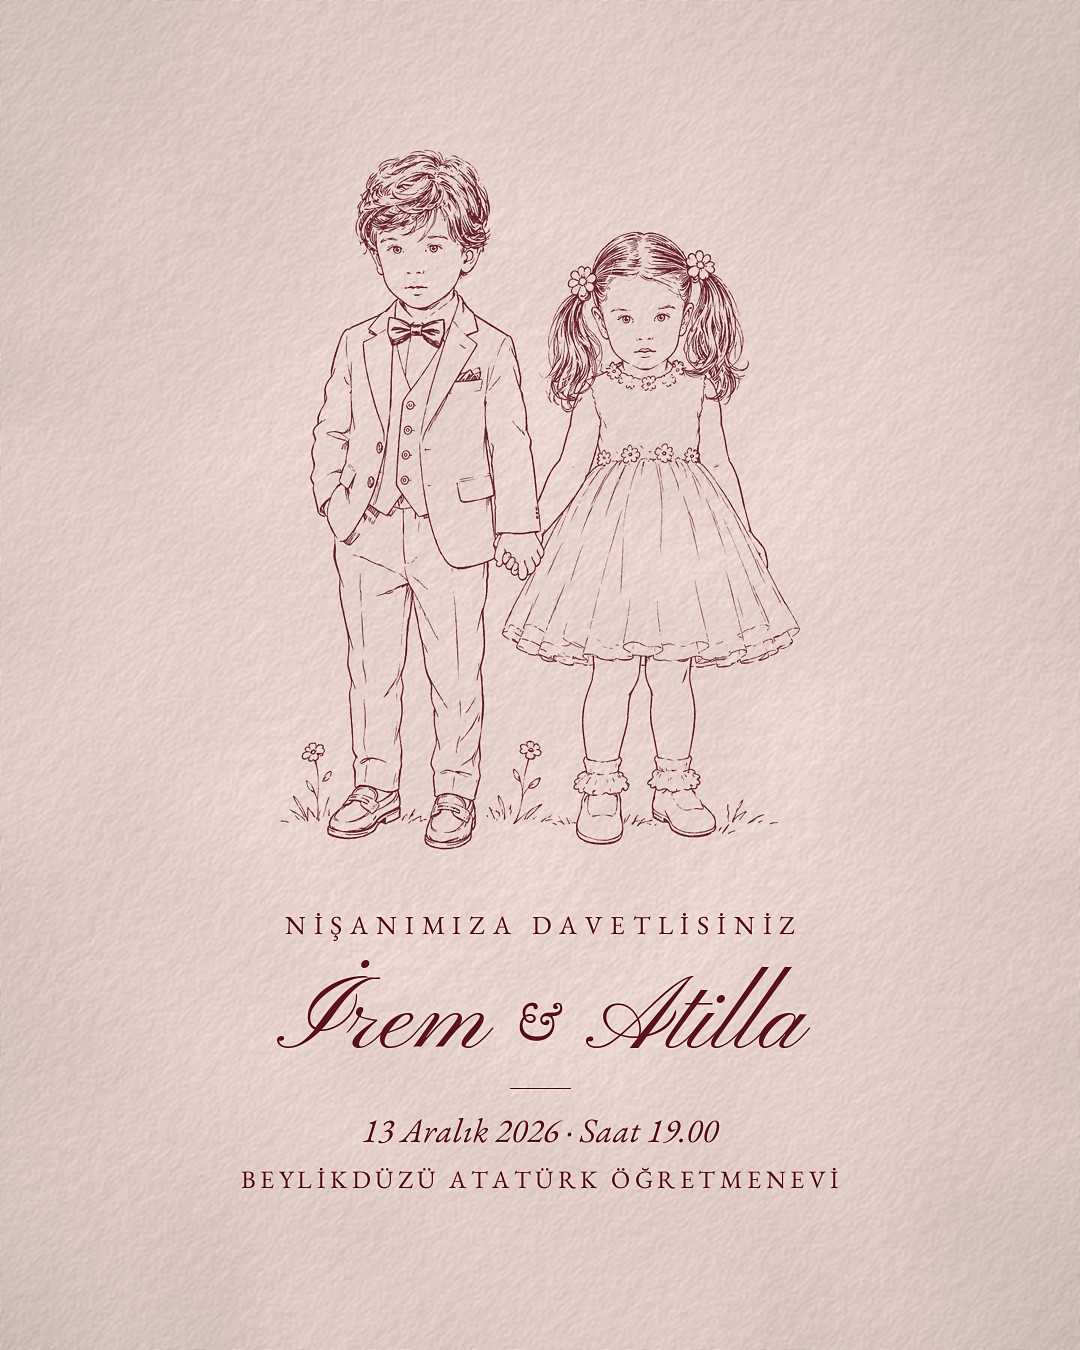 NİŞANIMIZA DAVETLİSİNİZ
İrem & Atilla
13 Aralık 2026 · Saat 19.00
BEYLİKDÜZÜ ATATÜRK ÖĞRETMENEVİ